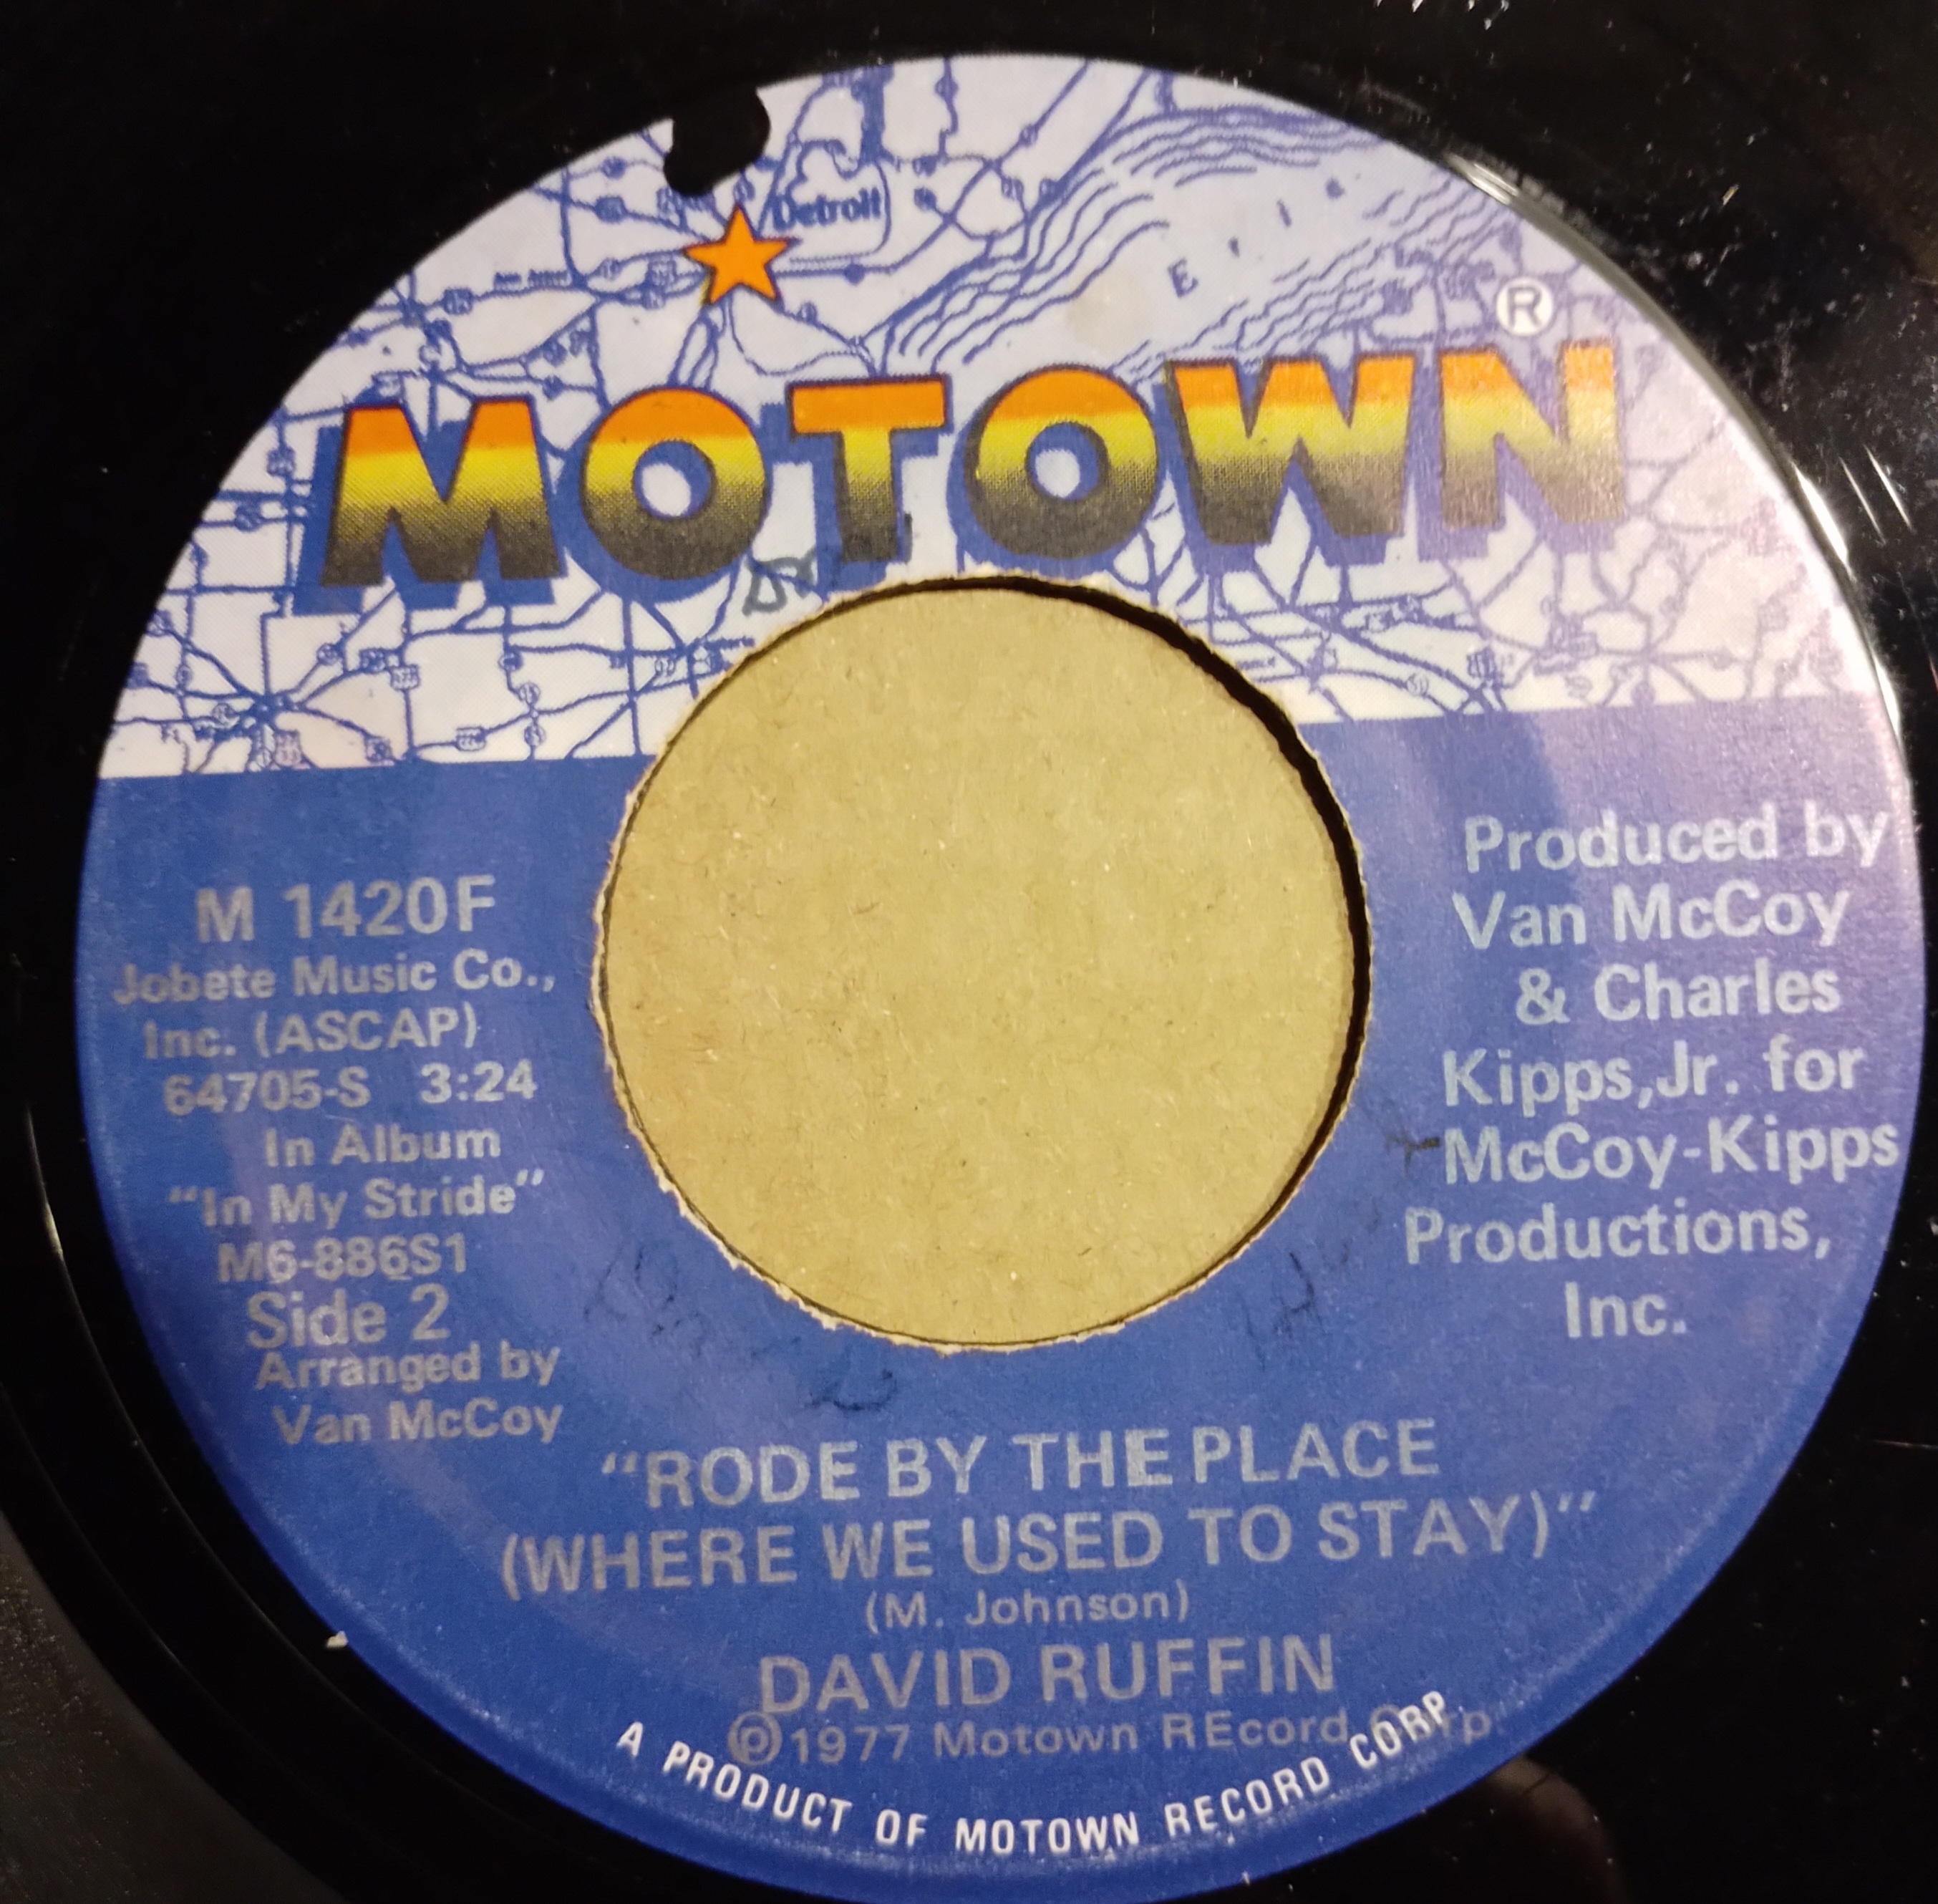 Detroit
Erie
MOTOWN®
M 1420F
Jobete Music Co.,
Inc. (ASCAP)
64705-S 3:24
In Album
“In My Stride”
M6-886S1
Side 2
Arranged by
Van McCoy
Produced by
Van McCoy
& Charles
Kipps,Jr. for
McCoy-Kipps
Productions,
Inc.
“RODE BY THE PLACE
(WHERE WE USED TO STAY)”
(M. Johnson)
DAVID RUFFIN
℗1977 Motown REcord Corp.
A PRODUCT OF MOTOWN RECORD CORP.